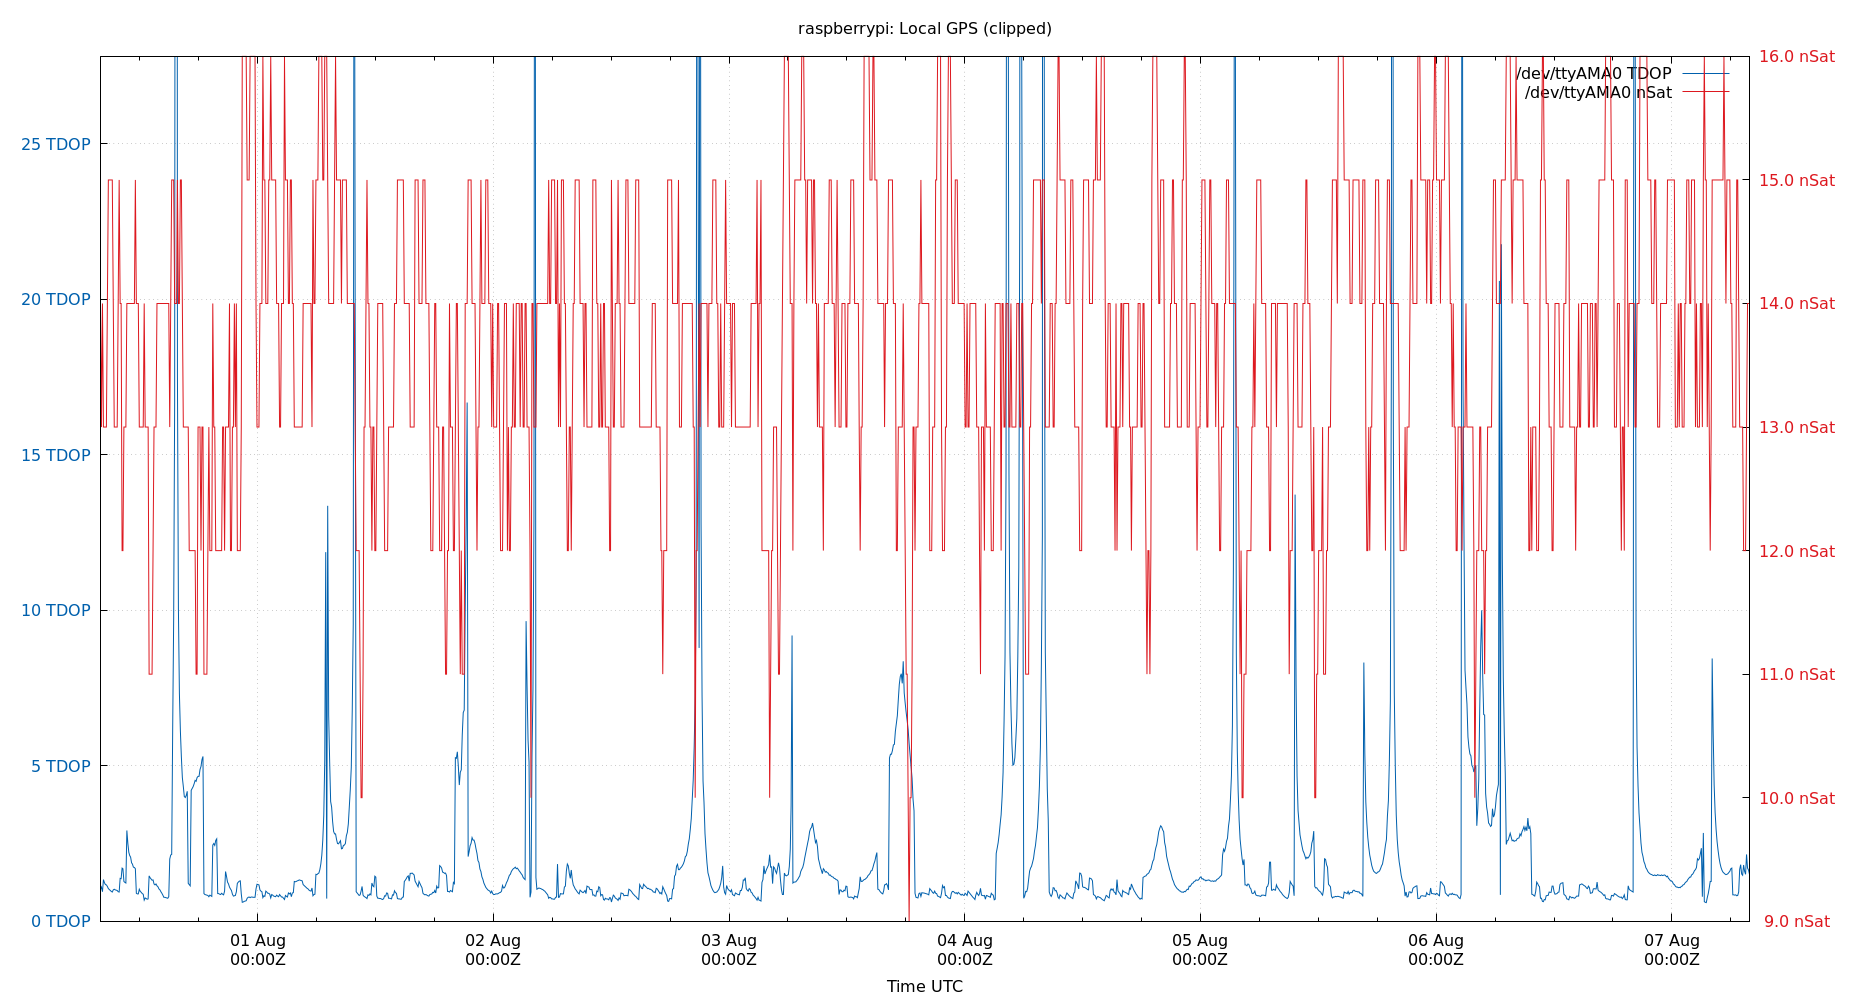 raspberrypi: Local GPS (clipped)
16.0 nSat
/dev/ttyAMA0 TDOP
/dev/ttyAMA0 nSat
25 TDOP
15.0 nSat
20 TDOP
14.0 nSat
15 TDOP
13.0 nSat
12.0 nSat
10 TDOP
11.0 nSat
5 TDOP
10.0 nSat
0 TDOP
9.0 nSat
01 Aug
00:00Z
02 Aug
00:00Z
03 Aug
00:00Z
04 Aug
00:00Z
05 Aug
00:00Z
06 Aug
00:00Z
07 Aug
00:00Z
Time UTC